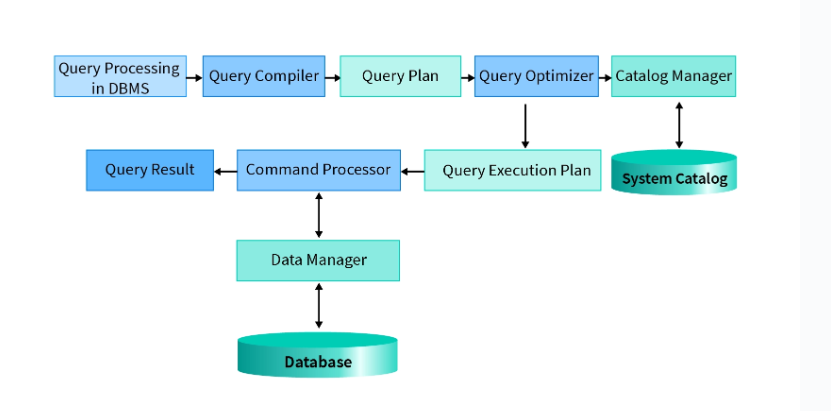 Query Processing
in DBMS
Query Compiler
Query Plan
Query Optimizer
Catalog Manager
Query Result
Command Processor
Query Execution Plan
System Catalog
Data Manager
Database